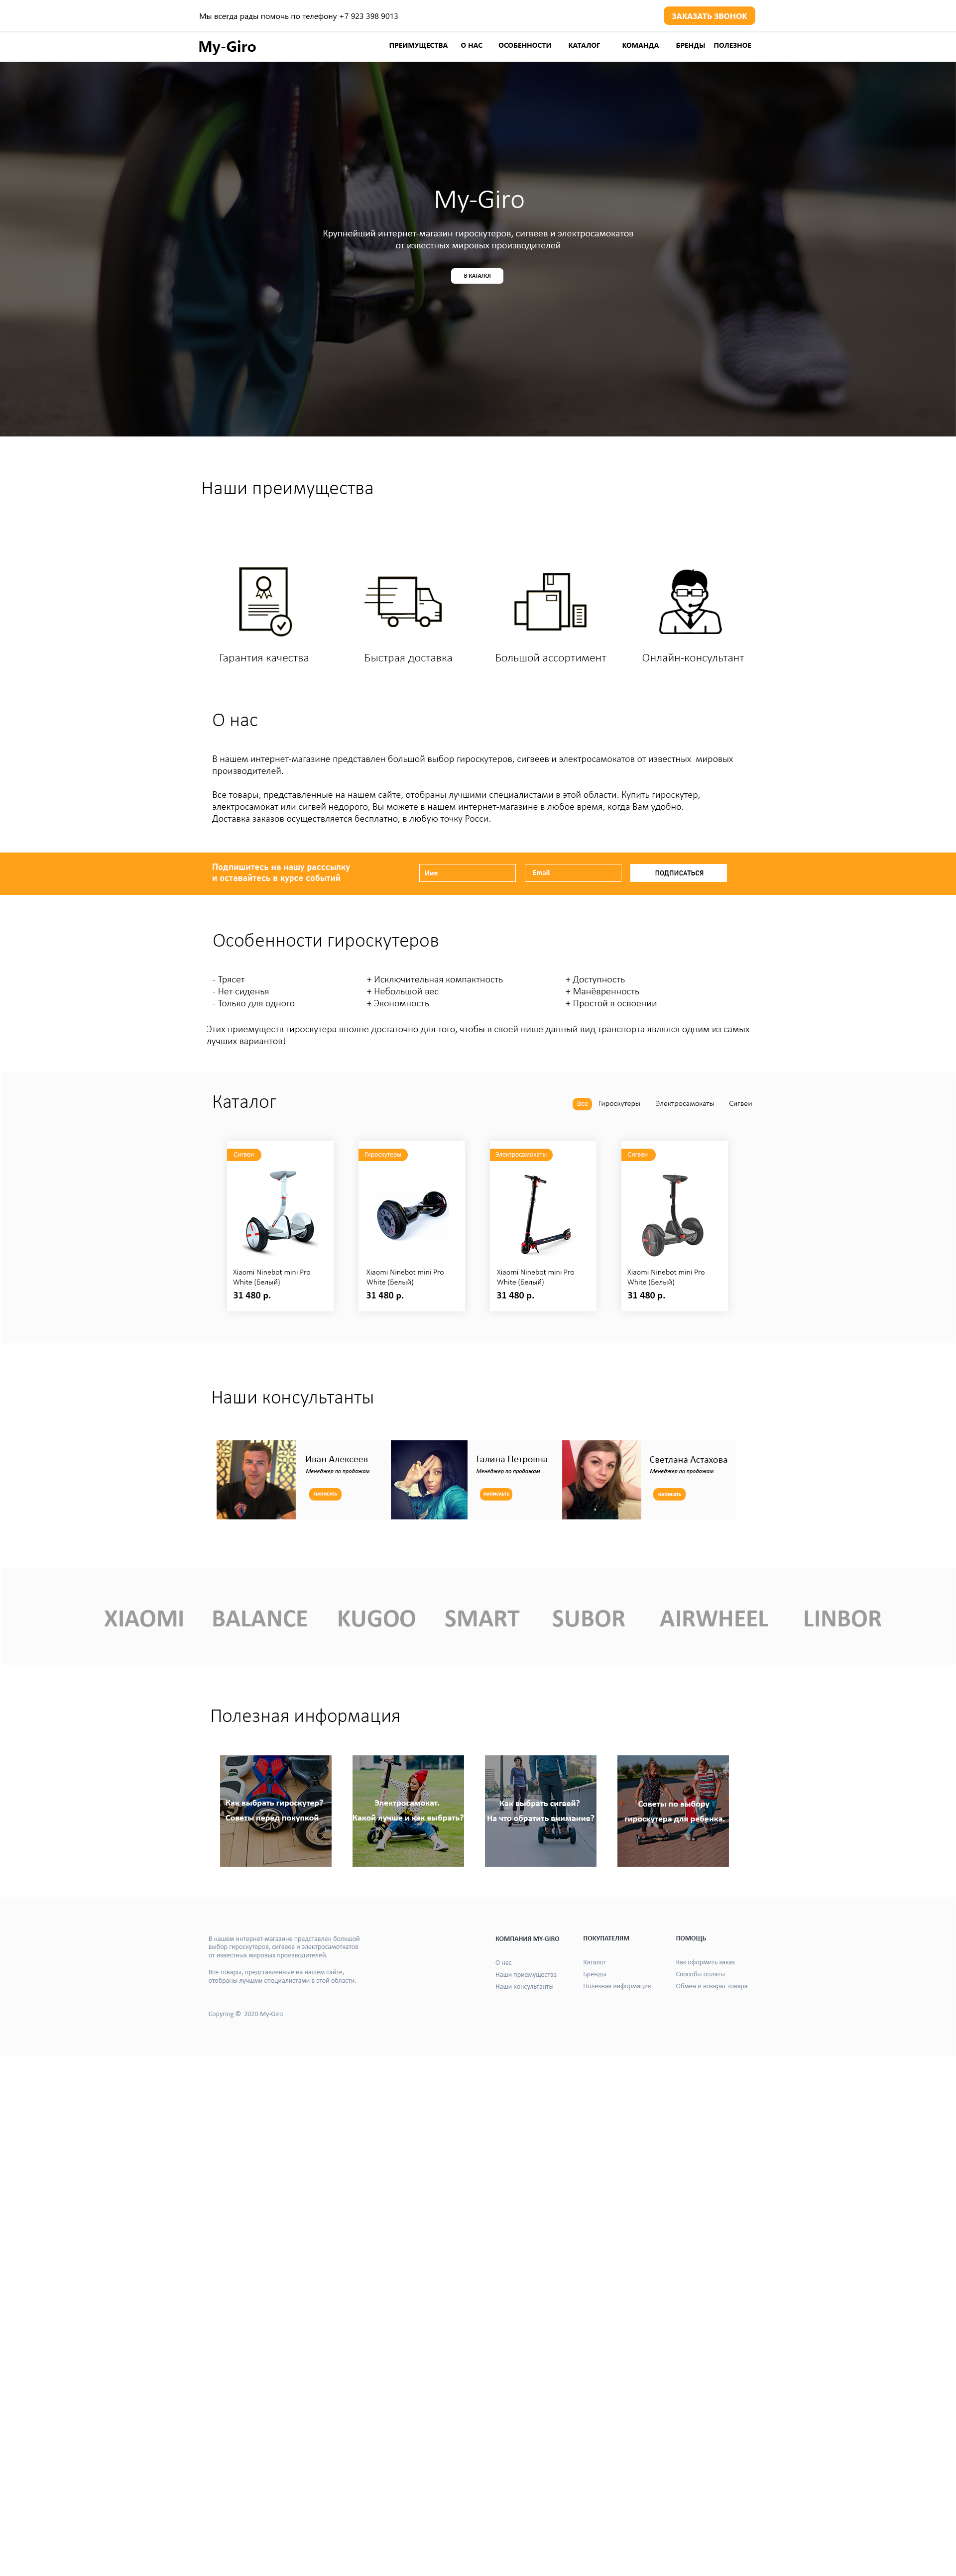 Мы всегда рады помочь по телефону +7 923 398 9013
ЗАКАЗАТЬ ЗВОНОК
My-Giro
ПРЕИМУЩЕСТВА О НАС ОСОБЕННОСТИ КАТАЛОГ КОМАНДА БРЕНДЫ ПОЛЕЗНОЕ
My-Giro
Крупнейший интернет-магазин гироскутеров, сигвеев и электросамокатов
от известных мировых производителей
В КАТАЛОГ
Наши преимущества
Гарантия качества
Быстрая доставка
Большой ассортимент
Онлайн-консультант
О нас
В нашем интернет-магазине представлен большой выбор гироскутеров, сигвеев и электросамокатов от известных  мировых
производителей.
Все товары, представленные на нашем сайте, отобраны лучшими специалистами в этой области. Купить гироскутер,
электросамокат или сигвей недорого, Вы можете в нашем интернет-магазине в любое время, когда Вам удобно.
Доставка заказов осуществляется бесплатно, в любую точку Росси.
Подпишитесь на нашу расссылку
и оставайтесь в курсе событий
Имя
Email
ПОДПИСАТЬСЯ
Особенности гироскутеров
- Трясет
- Нет сиденья
- Только для одного
+ Исключительная компактность
+ Небольшой вес
+ Экономность
+ Доступность
+ Манёвренность
+ Простой в освоении
Этих приемуществ гироскутера вполне достаточно для того, чтобы в своей нише данный вид транспорта являлся одним из самых
лучших вариантов!
Каталог
Все Гироскутеры Электросамокаты Сигвеи
Сигвеи
Xiaomi Ninebot mini Pro
White (Белый)
31 480 р.
Гироскутеры
Xiaomi Ninebot mini Pro
White (Белый)
31 480 р.
Электросамокаты
Xiaomi Ninebot mini Pro
White (Белый)
31 480 р.
Сигвеи
Xiaomi Ninebot mini Pro
White (Белый)
31 480 р.
Наши консультанты
Иван Алексеев
Менеджер по продажам
НАПИСАТЬ
Галина Петровна
Менеджер по продажам
НАПИСАТЬ
Светлана Астахова
Менеджер по продажам
НАПИСАТЬ
XIAOMI BALANCE KUGOO SMART SUBOR AIRWHEEL LINBOR
Полезная информация
Как выбрать гироскутер?
Советы перед покупкой
Электросамокат.
Какой лучше и как выбрать?
Как выбрать сигвей?
На что обратить внимание?
Советы по выбору
гироскутера для ребенка.
В нашем интернет-магазине представлен большой
выбор гироскутеров, сигвеев и электросамоткатов
от известных мировых производителей.
Все товары, представленные на нашем сайте,
отобраны лучшми специалистами в этой области.
Copyring ©  2020 My-Giro
КОМПАНИЯ MY-GIRO
О нас
Наши приемущества
Наши консультанты
ПОКУПАТЕЛЯМ
Каталог
Бренды
Полезная информация
ПОМОЩЬ
Как оформить заказ
Способы оплаты
Обмен и возврат товара